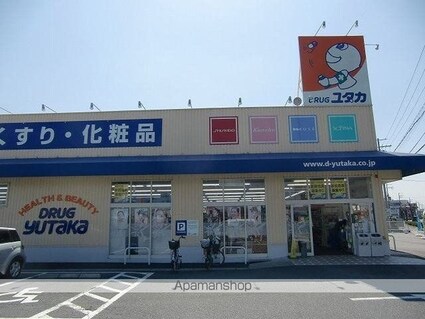 DRUG
ユタカ
くすり・化粧品
www.d-yutaka.co.jp
HEALTH & BEAUTY
DRUG
YUTAKA
P
Apamanshop